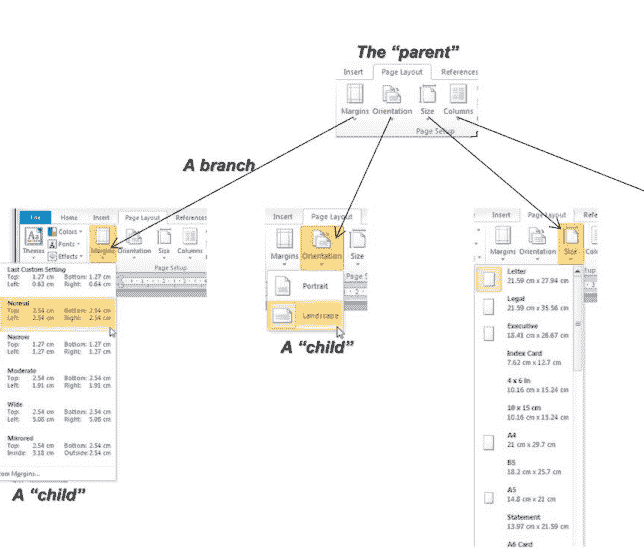 The “parent”
Insert Page Layout References
Margins Orientation Size Columns
Page Setup
A branch
File Home Insert Page Layout References
Themes Colors Fonts Effects Margins Orientation Size Columns
Page Setup
Last Custom Setting
Top: 1.27 cm Bottom: 1.27 cm
Left: 0.63 cm Right: 0.64 cm
Normal
Top: 2.54 cm Bottom: 2.54 cm
Left: 2.54 cm Right: 2.54 cm
Narrow
Top: 1.27 cm Bottom: 1.27 cm
Left: 1.27 cm Right: 1.27 cm
Moderate
Top: 2.54 cm Bottom: 2.54 cm
Left: 1.91 cm Right: 1.91 cm
Wide
Top: 2.54 cm Bottom: 2.54 cm
Left: 5.08 cm Right: 5.08 cm
Mirrored
Top: 2.54 cm Bottom: 2.54 cm
Inside: 3.18 cm Outside: 2.54 cm
om Margins...
A “child”
Insert Page Layout
Margins Orientation Size
Page S
Portrait
Landscape
A “child”
Insert Page Layout Refe
Margins Orientation Size Colu
Setup
Letter
21.59 cm x 27.94 cm
Legal
21.59 cm x 35.56 cm
Executive
18.41 cm x 26.67 cm
Index Card
7.62 cm x 12.7 cm
4 x 6 in
10.16 cm x 15.24 cm
10 x 15 cm
10.16 cm x 15.24 cm
A4
21 cm x 29.7 cm
B5
18.2 cm x 25.7 cm
A5
14.8 cm x 21 cm
Statement
13.97 cm x 21.59 cm
A6 Card